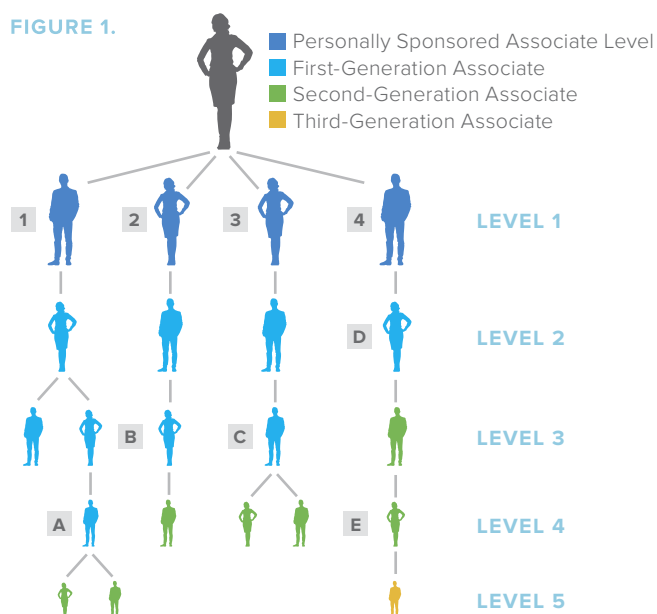 FIGURE 1.
Personally Sponsored Associate Level
First-Generation Associate
Second-Generation Associate
Third-Generation Associate
1
2
3
4
LEVEL 1
D
LEVEL 2
B
C
LEVEL 3
A
E
LEVEL 4
LEVEL 5